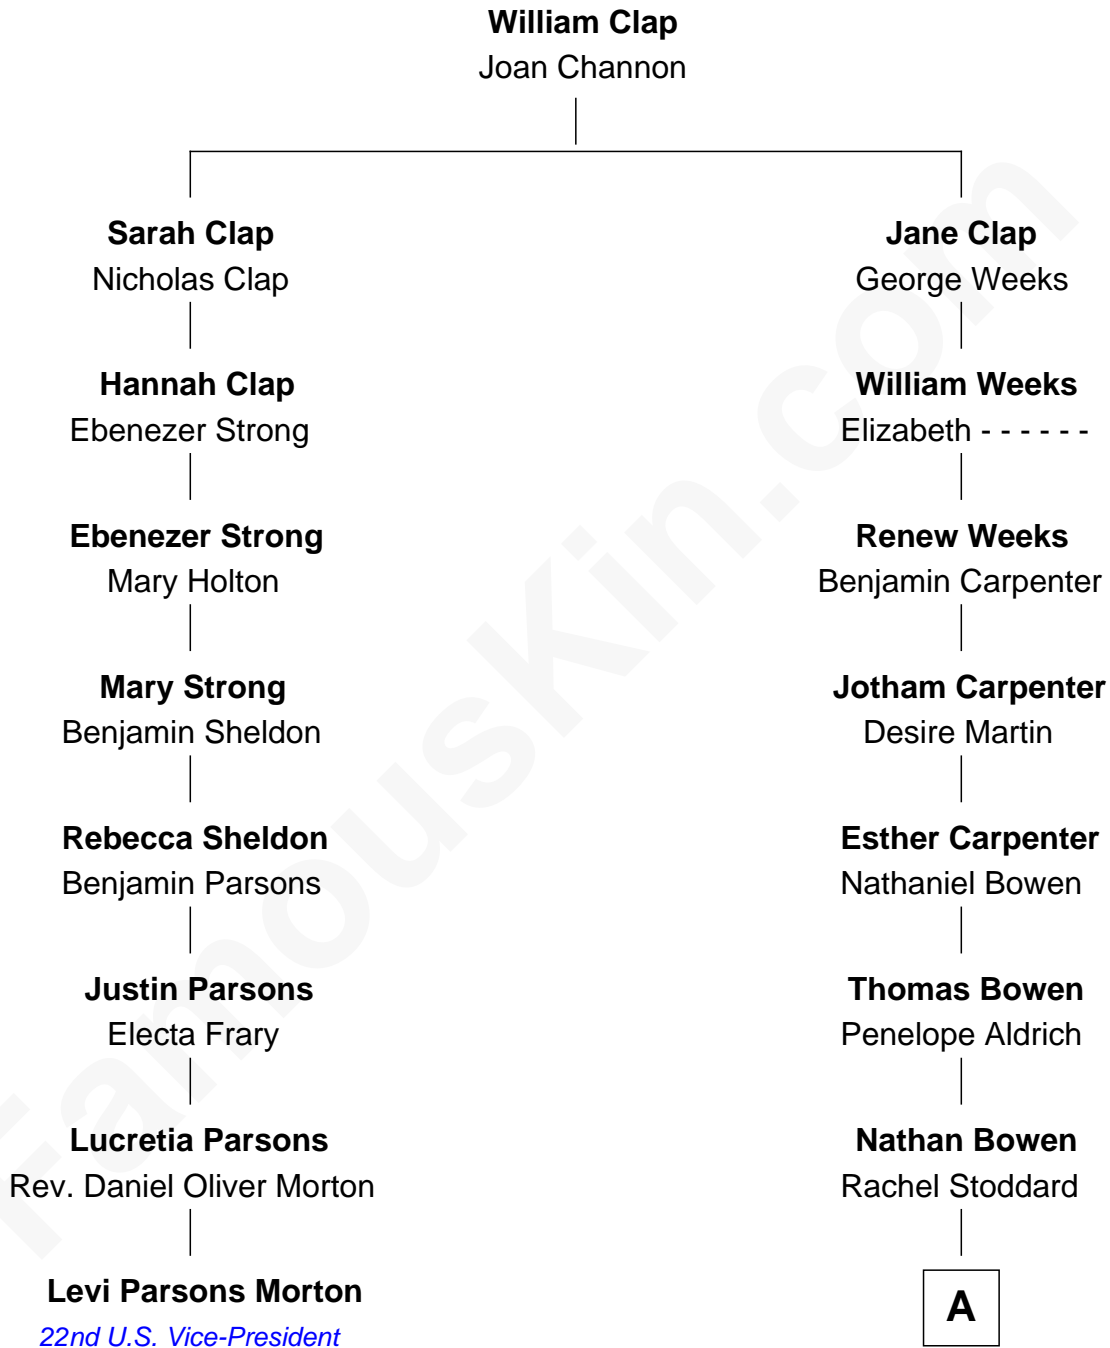 William Clap
Joan Channon
Sarah Clap
Nicholas Clap
Jane Clap
George Weeks
Hannah Clap
Ebenezer Strong
William Weeks
Elizabeth - - - - - -
Ebenezer Strong
Mary Holton
Renew Weeks
Benjamin Carpenter
Mary Strong
Benjamin Sheldon
Jotham Carpenter
Desire Martin
Rebecca Sheldon
Benjamin Parsons
Esther Carpenter
Nathaniel Bowen
Justin Parsons
Electa Frary
Thomas Bowen
Penelope Aldrich
Lucretia Parsons
Rev. Daniel Oliver Morton
Nathan Bowen
Rachel Stoddard
Levi Parsons Morton
22nd U.S. Vice-President
A
FamousKin.com